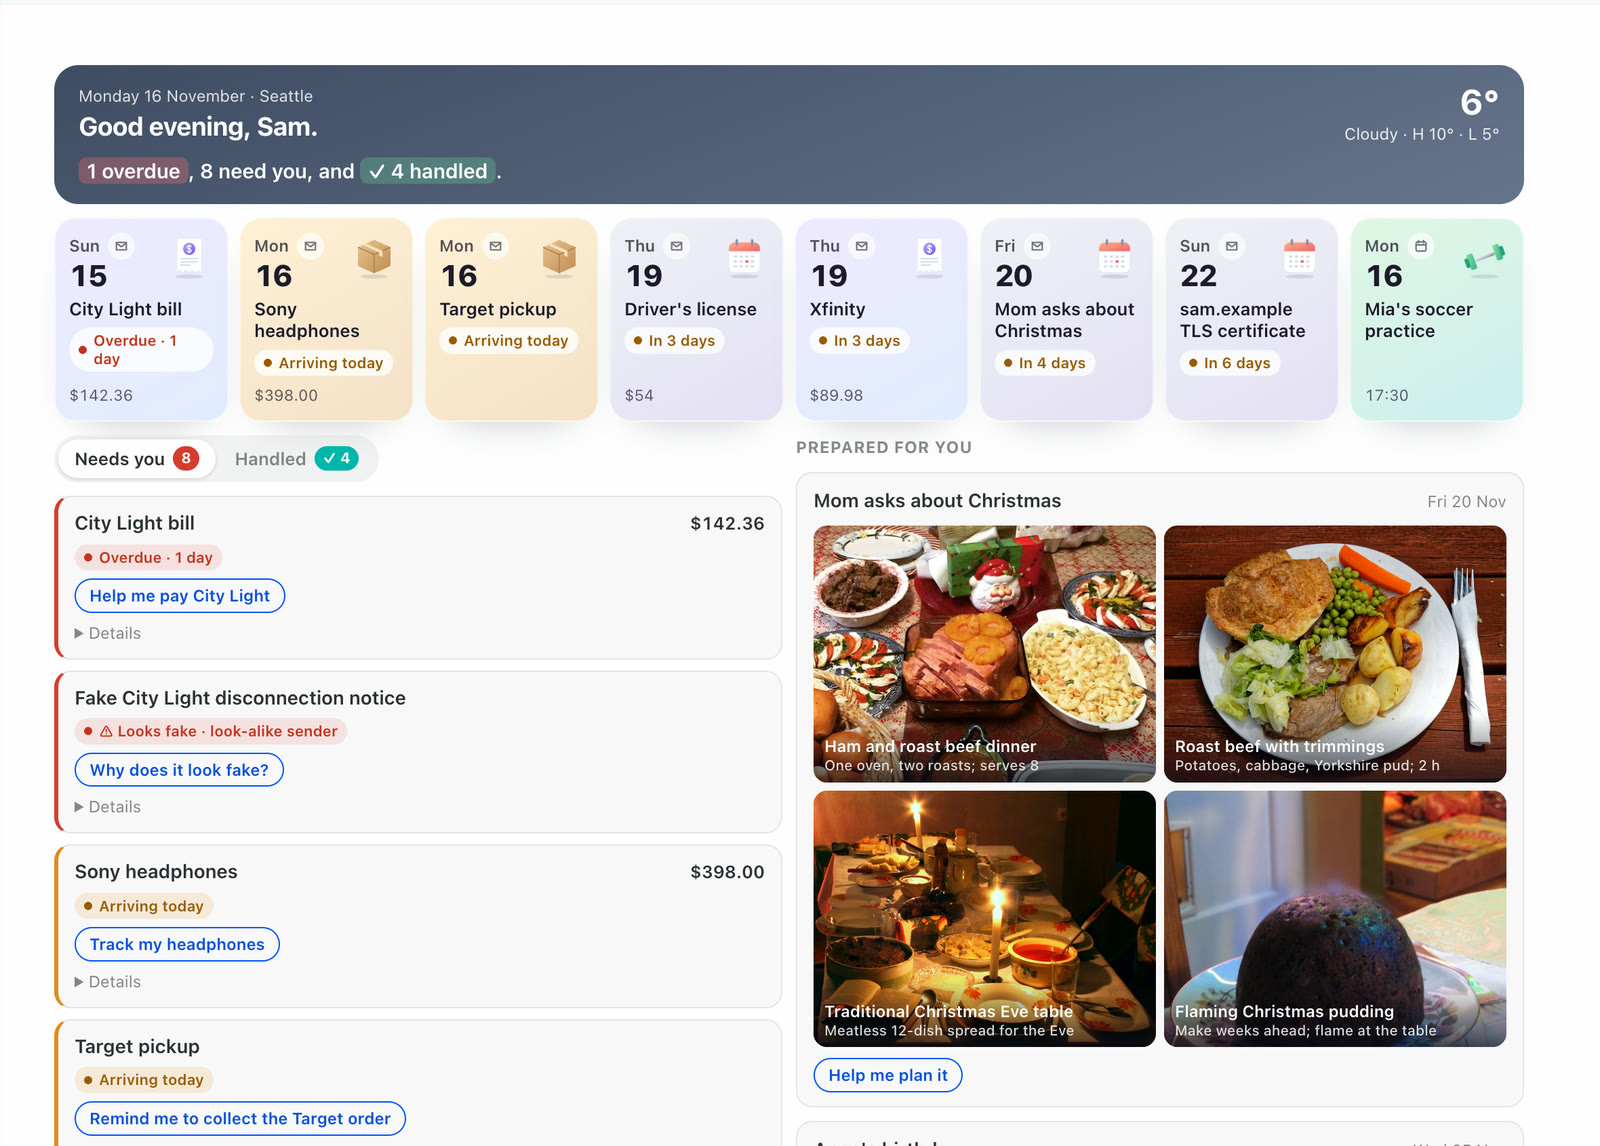 Monday 16 November · Seattle
Good evening, Sam.
1 overdue, 8 need you, and ✓ 4 handled.
6°
Cloudy · H 10° · L 5°
Sun
15
City Light bill
Overdue · 1
day
$142.36
Mon
16
Sony
headphones
Arriving today
$398.00
Mon
16
Target pickup
Arriving today
Thu
19
Driver's license
In 3 days
$54
Thu
19
Xfinity
In 3 days
$89.98
Fri
20
Mom asks about
Christmas
In 4 days
Sun
22
sam.example
TLS certificate
In 6 days
Mon
16
Mia's soccer
practice
17:30
Needs you 8
Handled ✓ 4
City Light bill
$142.36
Overdue · 1 day
Help me pay City Light
Details
Fake City Light disconnection notice
Looks fake · look-alike sender
Why does it look fake?
Details
Sony headphones
$398.00
Arriving today
Track my headphones
Details
Target pickup
Arriving today
Remind me to collect the Target order
PREPARED FOR YOU
Mom asks about Christmas
Fri 20 Nov
Ham and roast beef dinner
One oven, two roasts; serves 8
Roast beef with trimmings
Potatoes, cabbage, Yorkshire pud; 2 h
Traditional Christmas Eve table
Meatless 12-dish spread for the Eve
Flaming Christmas pudding
Make weeks ahead; flame at the table
Help me plan it